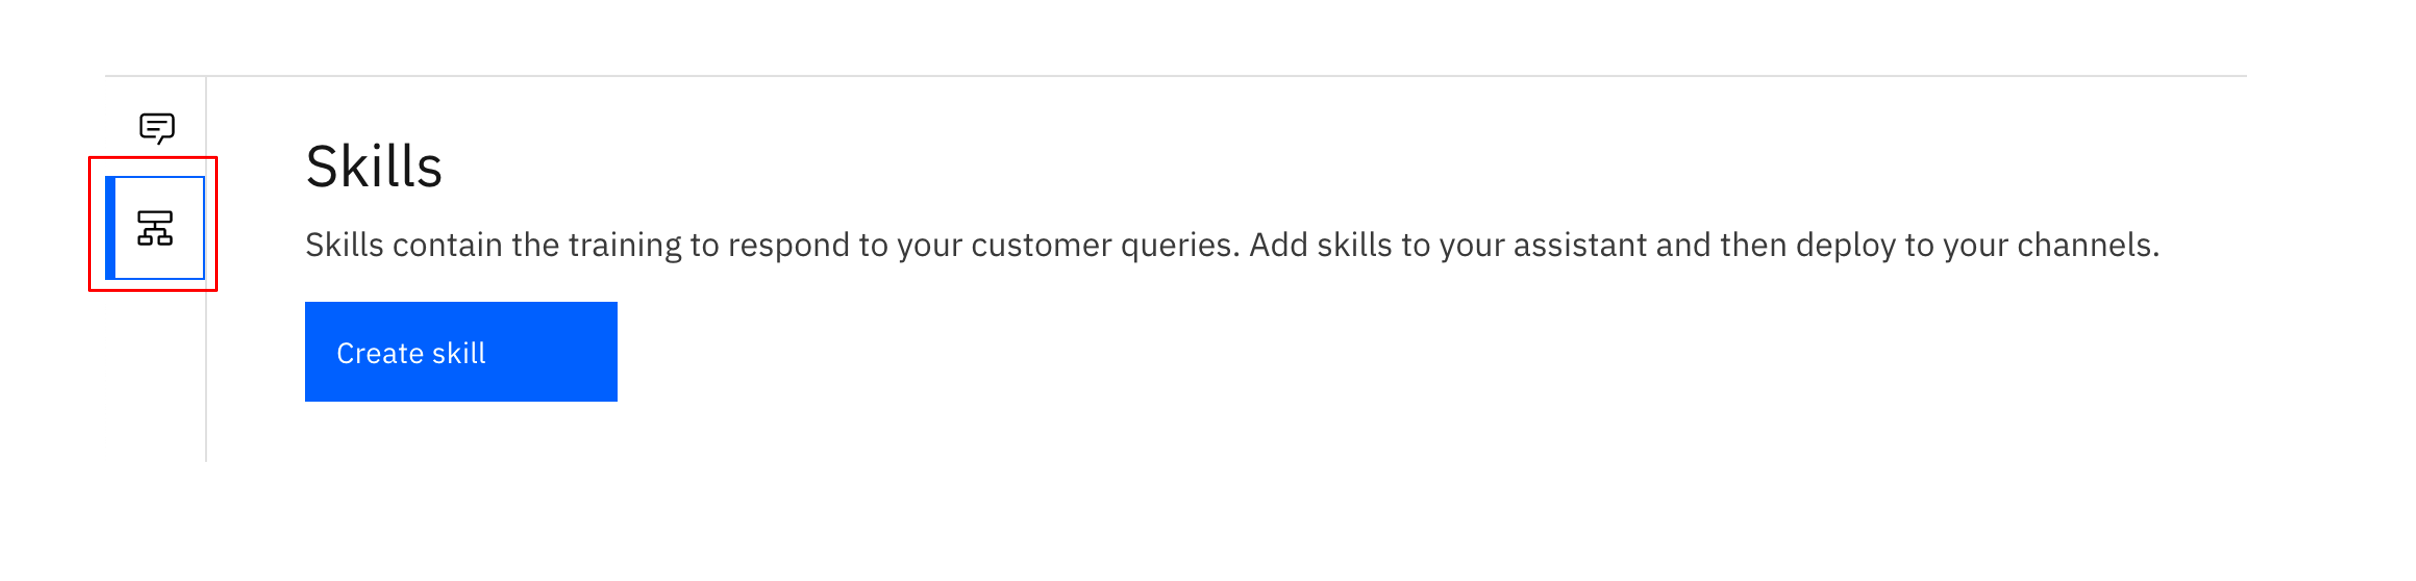 Skills
Skills contain the training to respond to your customer queries. Add skills to your assistant and then deploy to your channels.
Create skill